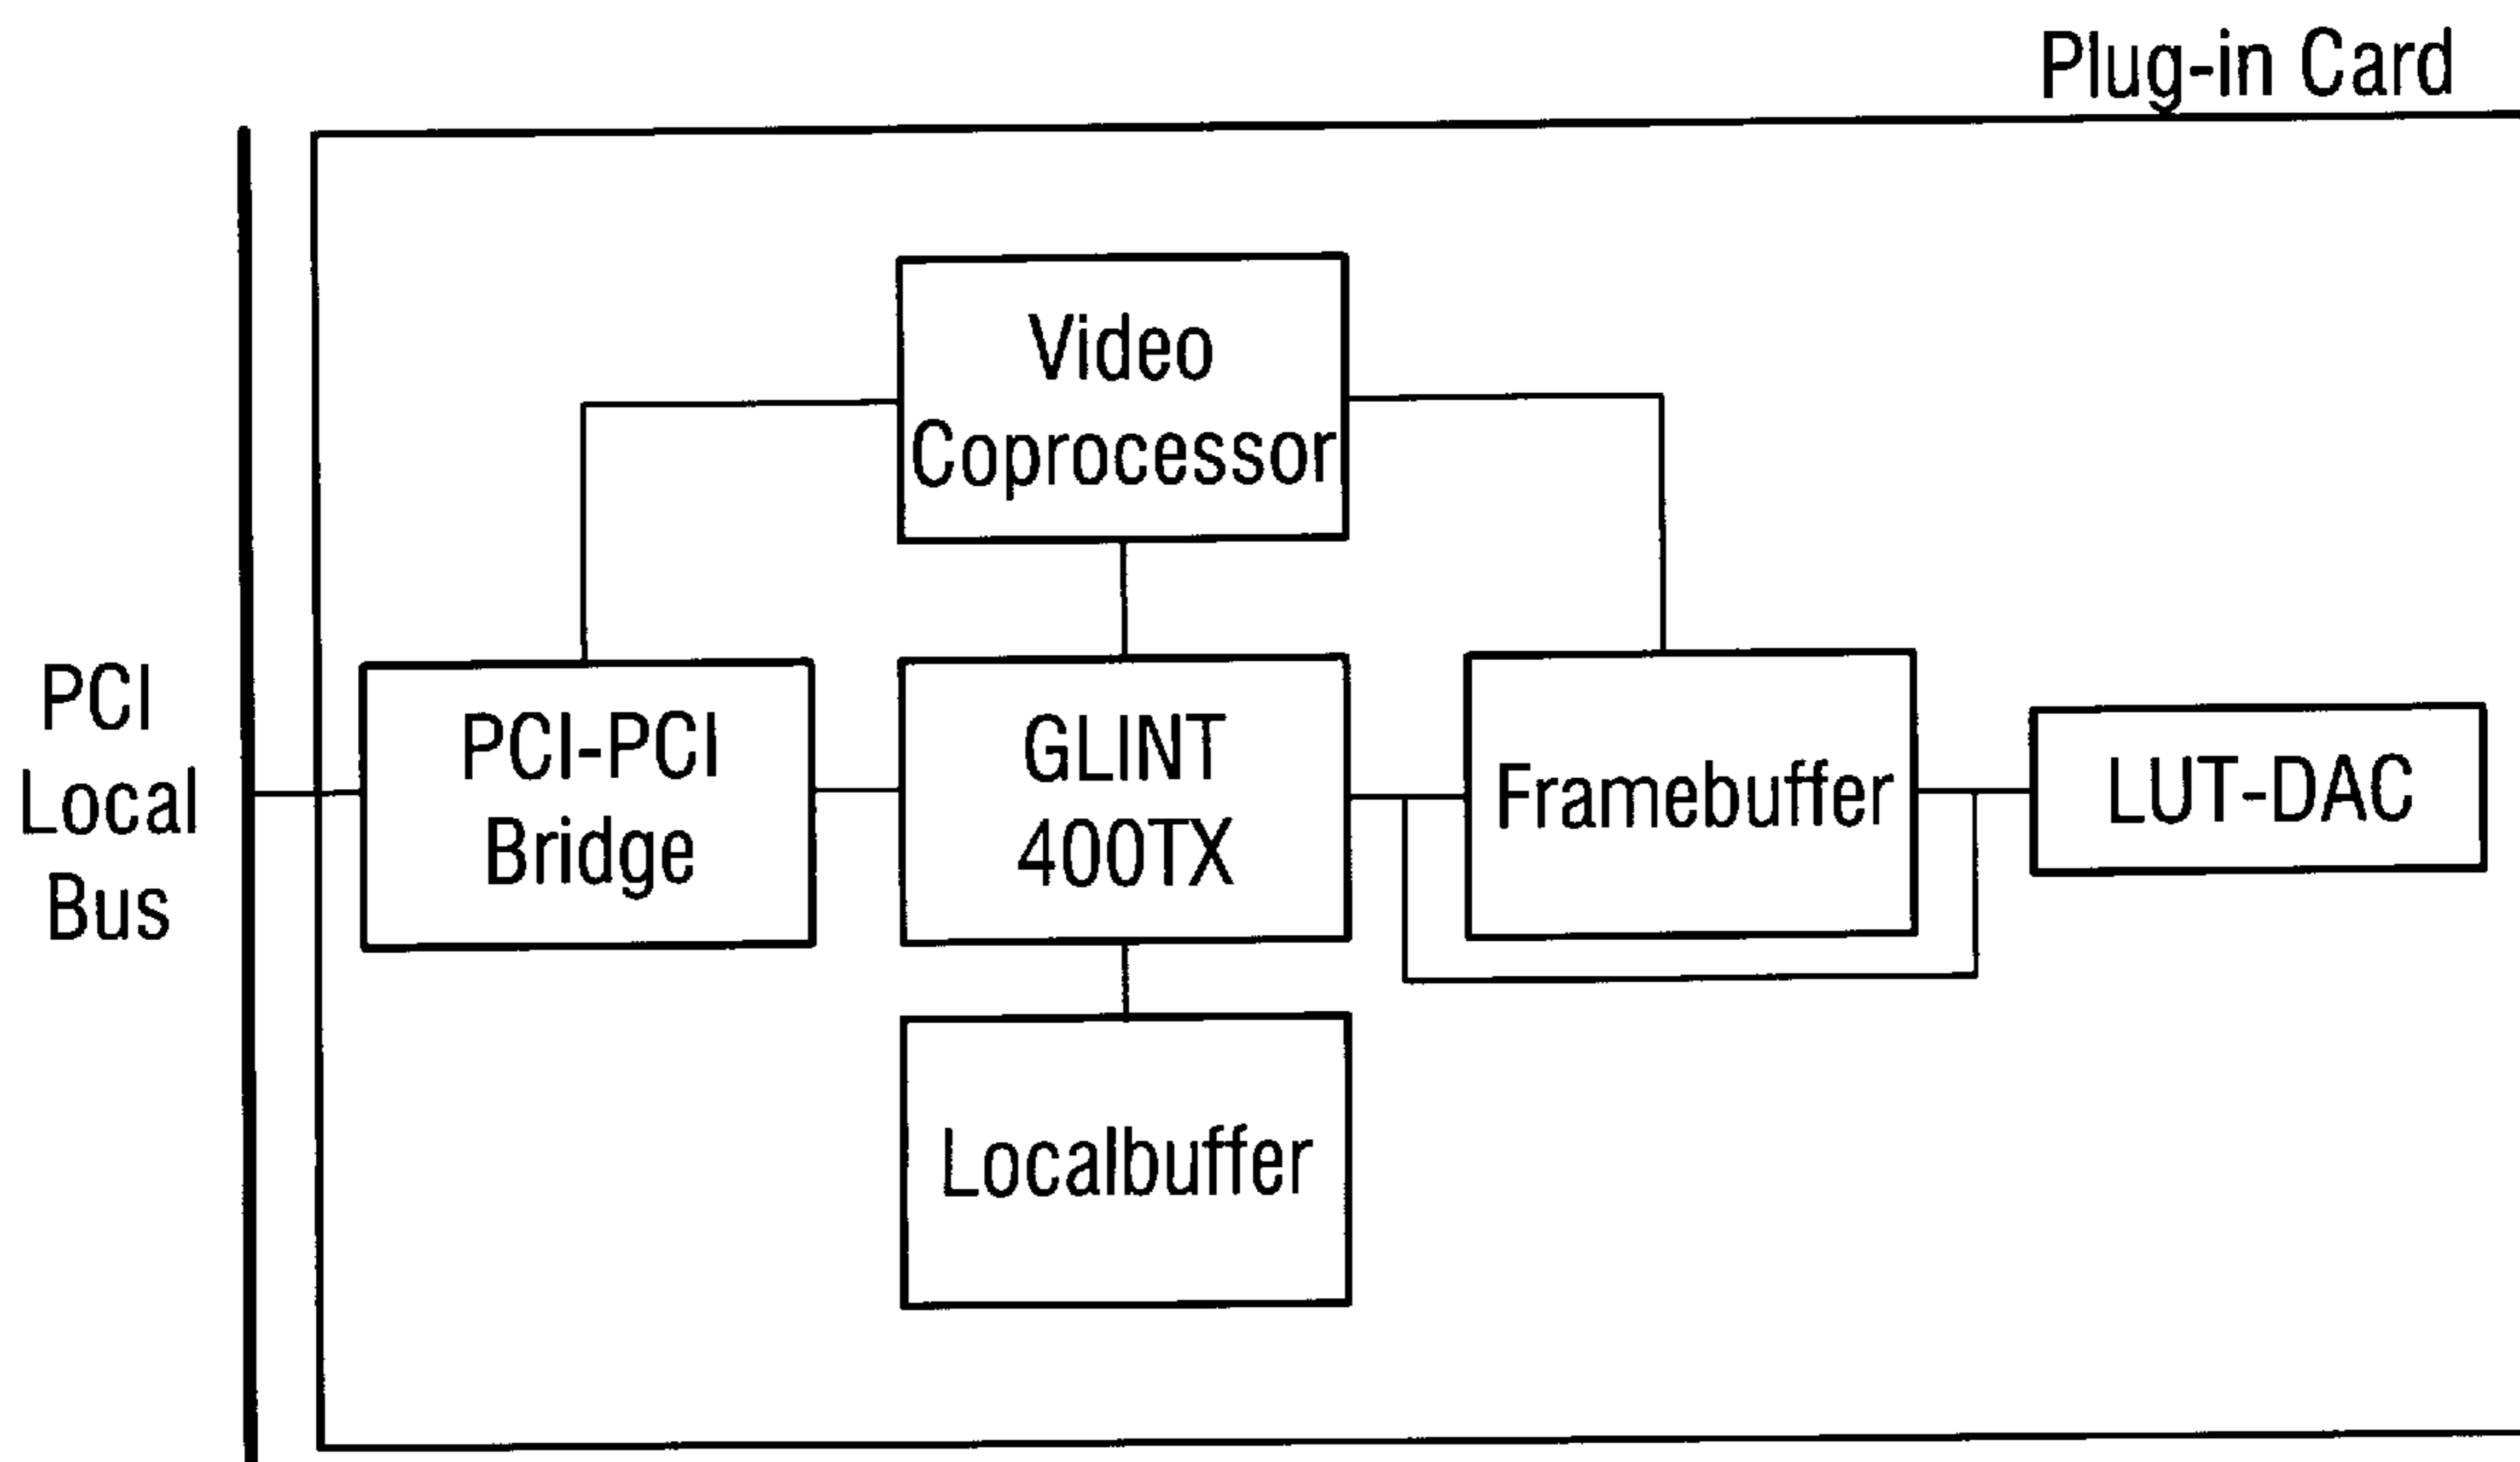 Plug-in Card
Video
Coprocessor
PCI
Local
Bus
PCI-PCI
Bridge
GLINT
400TX
Framebuffer
LUT-DAC
Localbuffer